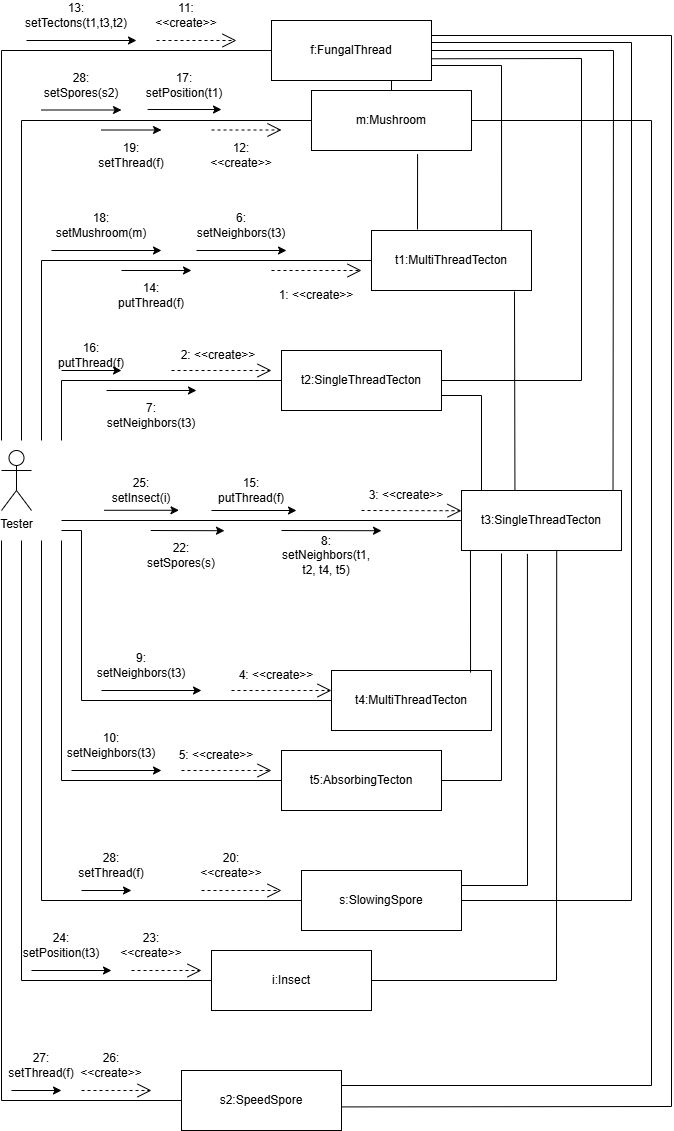 13:
setTectons(t1,t3,t2)
11:
<<create>>
f:FungalThread
28:
setSpores(s2)
17:
setPosition(t1)
m:Mushroom
19:
setThread(f)
12:
<<create>>
18:
setMushroom(m)
6:
setNeighbors(t3)
t1:MultiThreadTecton
14:
putThread(f)
1: <<create>>
16:
putThread(f)
2: <<create>>
t2:SingleThreadTecton
7:
setNeighbors(t3)
Tester
25:
setInsect(i)
15:
putThread(f)
3: <<create>>
t3:SingleThreadTecton
22:
setSpores(s)
8:
setNeighbors(t1,
t2, t4, t5)
9:
setNeighbors(t3)
4: <<create>>
t4:MultiThreadTecton
10:
setNeighbors(t3)
5: <<create>>
t5:AbsorbingTecton
28:
setThread(f)
20:
<<create>>
s:SlowingSpore
24:
setPosition(t3)
23:
<<create>>
i:Insect
27:
setThread(f)
26:
<<create>>
s2:SpeedSpore